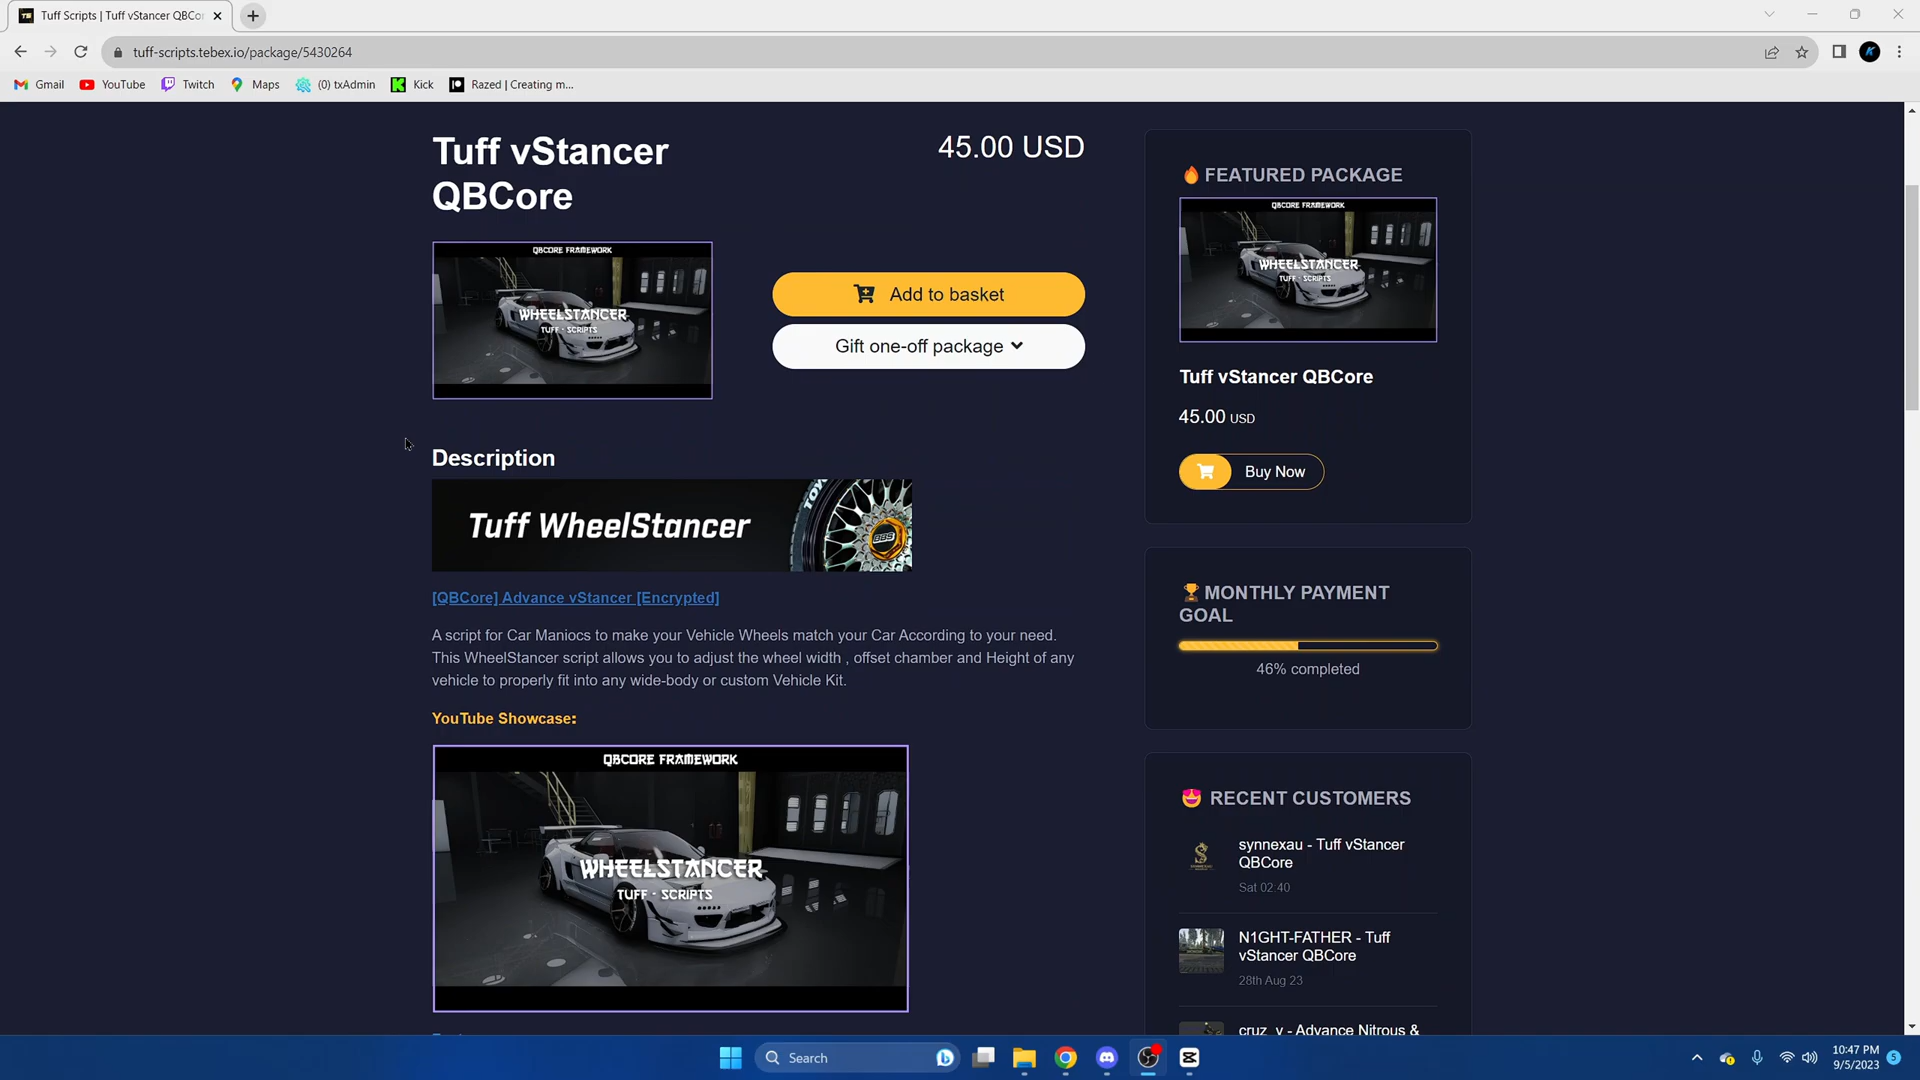 Tuff Scripts | Tuff vStancer QBCo
tuff-scripts.tebex.io/package/5430264
Gmail
YouTube
Twitch
Maps
(0) txAdmin
Kick
Razed | Creating m...
Tuff vStancer
QBCore
45.00 USD
QBCORE FRAMEWORK
WHEELSTANCER
TUFF - SCRIPTS
Add to basket
Gift one-off package
Description
Tuff WheelStancer
BBS
[QBCore] Advance vStancer [Encrypted]
A script for Car Maniocs to make your Vehicle Wheels match your Car According to your need.
This WheelStancer script allows you to adjust the wheel width , offset chamber and Height of any
vehicle to properly fit into any wide-body or custom Vehicle Kit.
YouTube Showcase:
QBCORE FRAMEWORK
WHEELSTANCER
TUFF - SCRIPTS
FEATURED PACKAGE
QBCORE FRAMEWORK
WHEELSTANCER
TUFF - SCRIPTS
Tuff vStancer QBCore
45.00 USD
Buy Now
MONTHLY PAYMENT
GOAL
46% completed
RECENT CUSTOMERS
synnexau - Tuff vStancer
QBCore
Sat 02:40
N1GHT-FATHER - Tuff
vStancer QBCore
28th Aug 23
cruz_v - Advance Nitrous &
Search
10:47 PM
9/5/2023
5